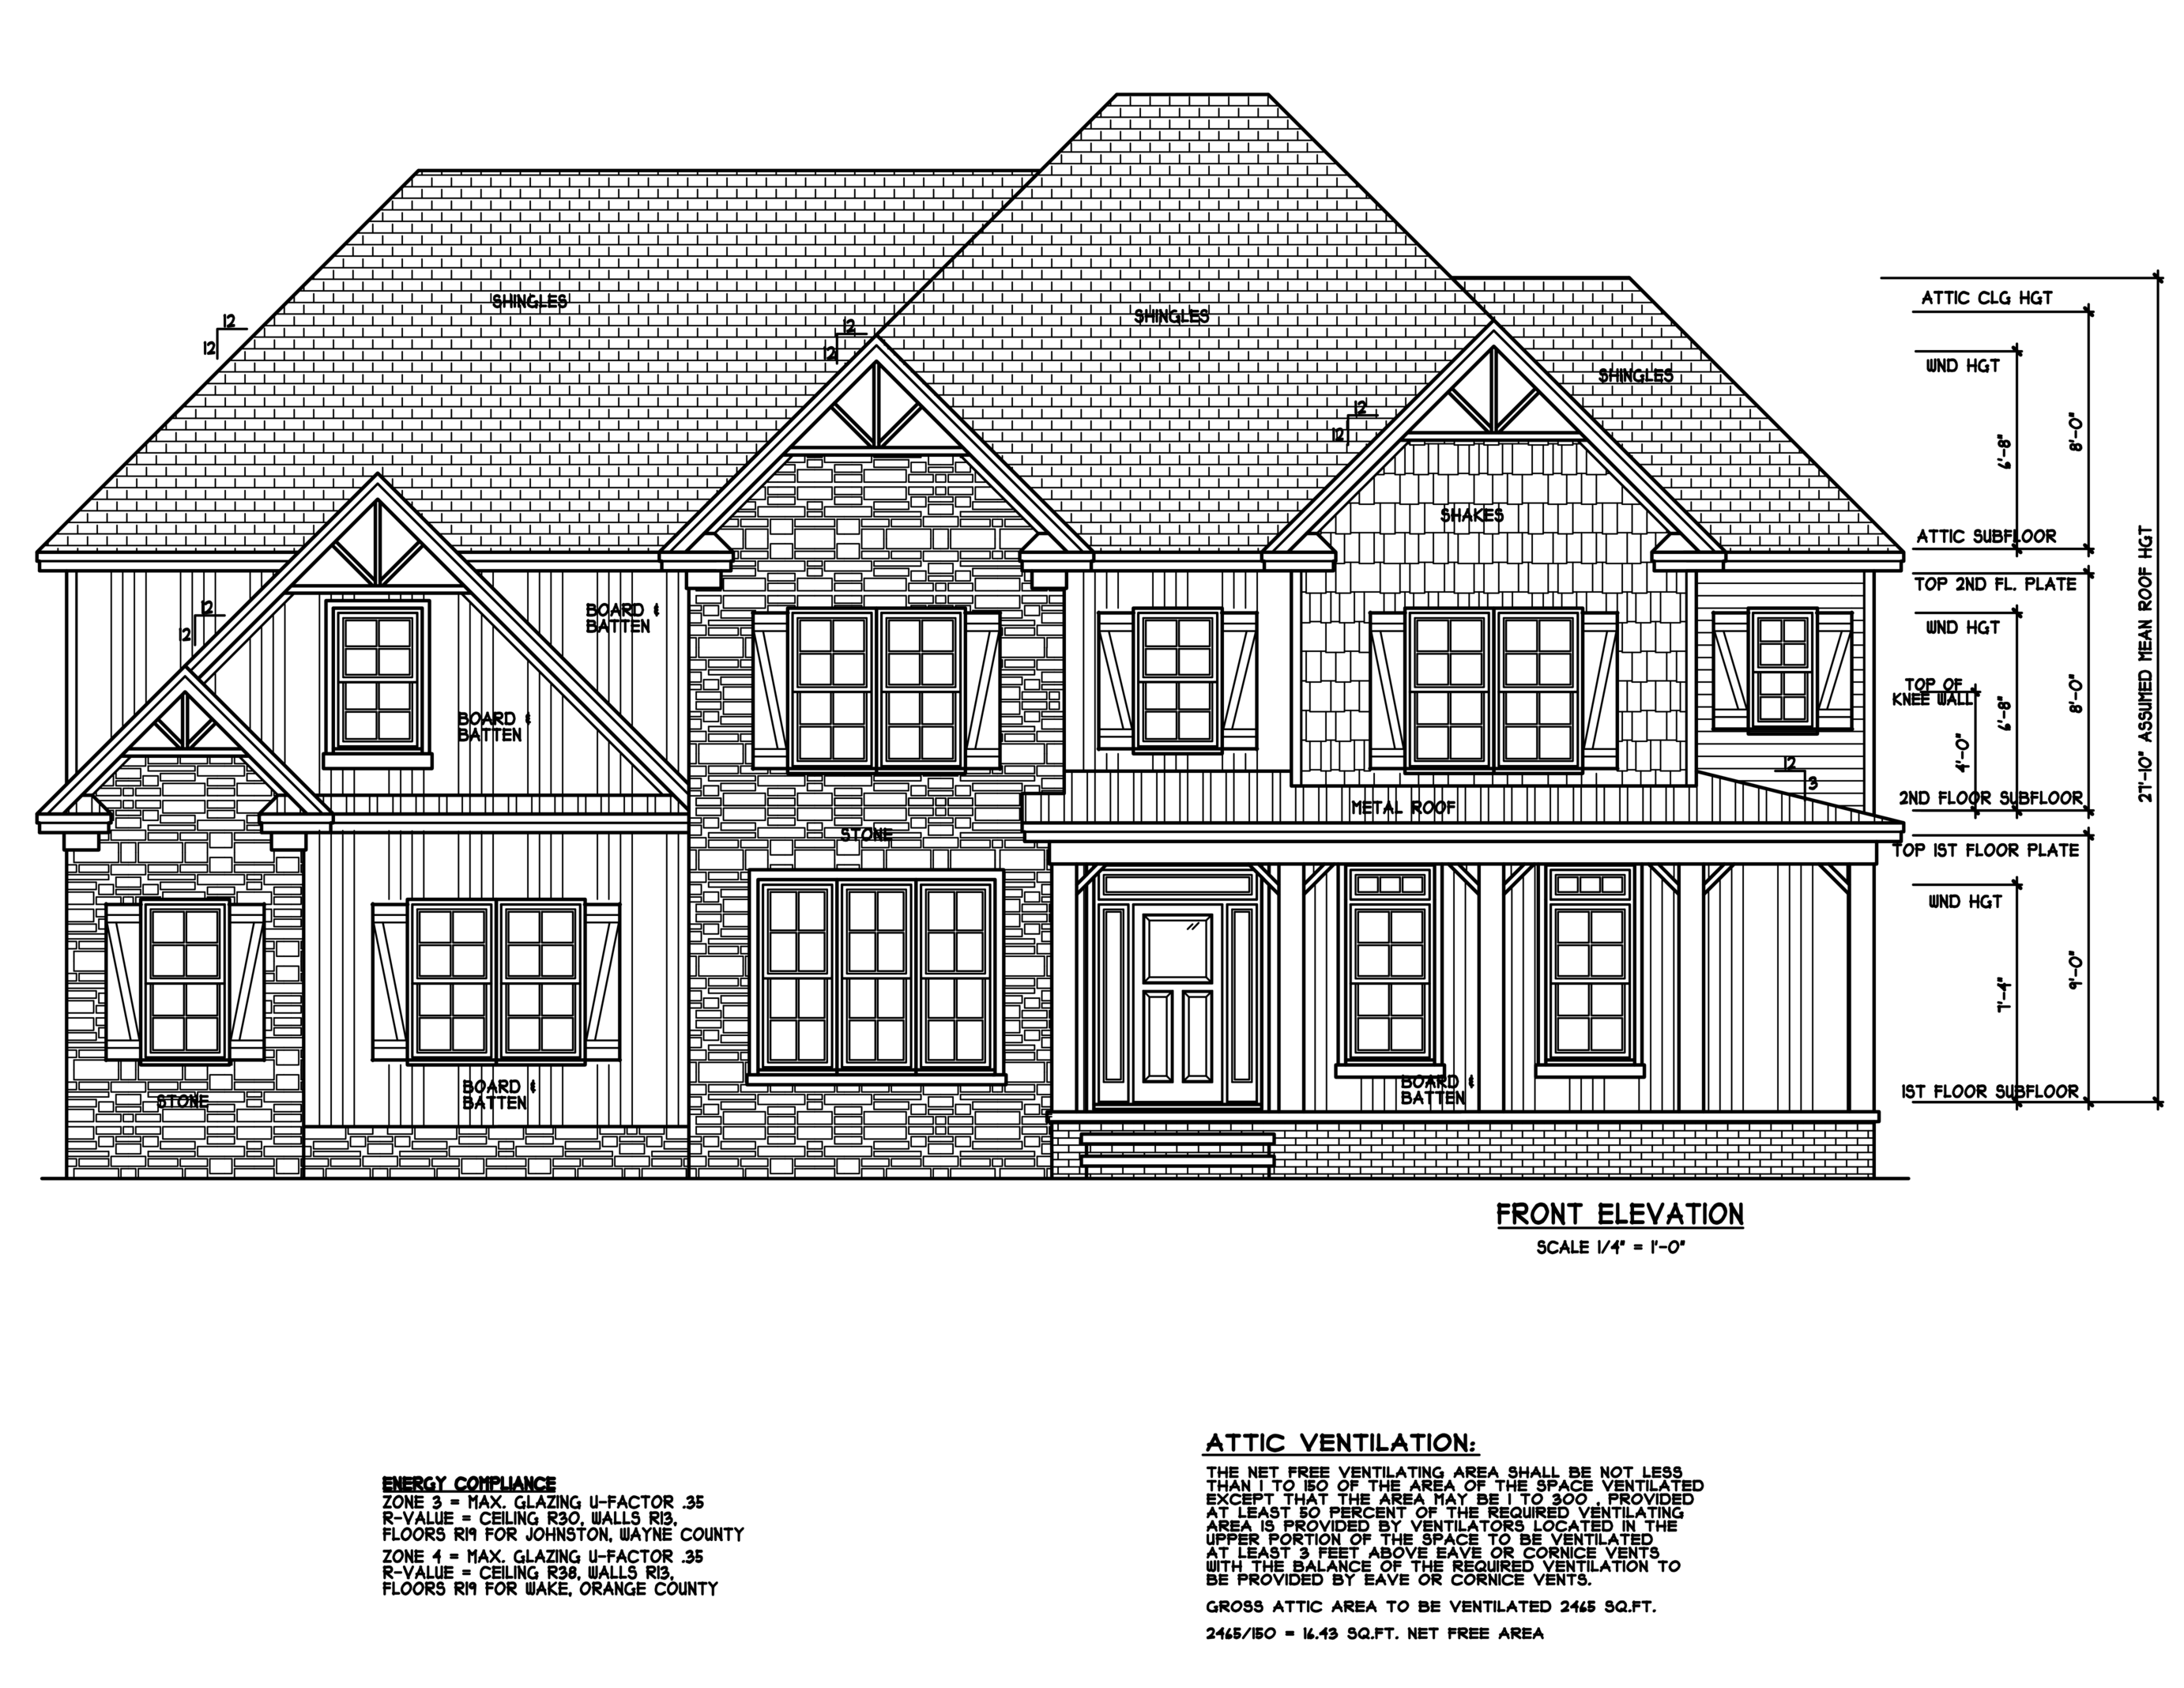 SHINGLES
SHINGLES
SHINGLES
12
12
12
12
12
12
12
12
SHAKES
BOARD &
BATTEN
BOARD &
BATTEN
12
3
METAL ROOF
STONE
BOARD &
BATTEN
STONE
BOARD &
BATTEN
ATTIC CLG HGT
WND HGT
6'-8"
8'-0"
ATTIC SUBFLOOR
TOP 2ND FL. PLATE
WND HGT
TOP OF
KNEE WALL
4'-0"
6'-8"
8'-0"
2ND FLOOR SUBFLOOR
TOP 1ST FLOOR PLATE
WND HGT
7'-4"
9'-0"
1ST FLOOR SUBFLOOR
27'-10" ASSUMED MEAN ROOF HGT
FRONT ELEVATION
SCALE 1/4" = 1'-0"
ENERGY COMPLIANCE
ZONE 3 = MAX. GLAZING U-FACTOR .35
R-VALUE = CEILING R30, WALLS R13,
FLOORS R19 FOR JOHNSTON, WAYNE COUNTY
ZONE 4 = MAX. GLAZING U-FACTOR .35
R-VALUE = CEILING R38, WALLS R13,
FLOORS R19 FOR WAKE, ORANGE COUNTY
ATTIC VENTILATION:
THE NET FREE VENTILATING AREA SHALL BE NOT LESS
THAN 1 TO 150 OF THE AREA OF THE SPACE VENTILATED
EXCEPT THAT THE AREA MAY BE 1 TO 300 , PROVIDED
AT LEAST 50 PERCENT OF THE REQUIRED VENTILATING
AREA IS PROVIDED BY VENTILATORS LOCATED IN THE
UPPER PORTION OF THE SPACE TO BE VENTILATED
AT LEAST 3 FEET ABOVE EAVE OR CORNICE VENTS
WITH THE BALANCE OF THE REQUIRED VENTILATION TO
BE PROVIDED BY EAVE OR CORNICE VENTS.
GROSS ATTIC AREA TO BE VENTILATED 2465 SQ.FT.
2465/150 = 16.43 SQ.FT. NET FREE AREA